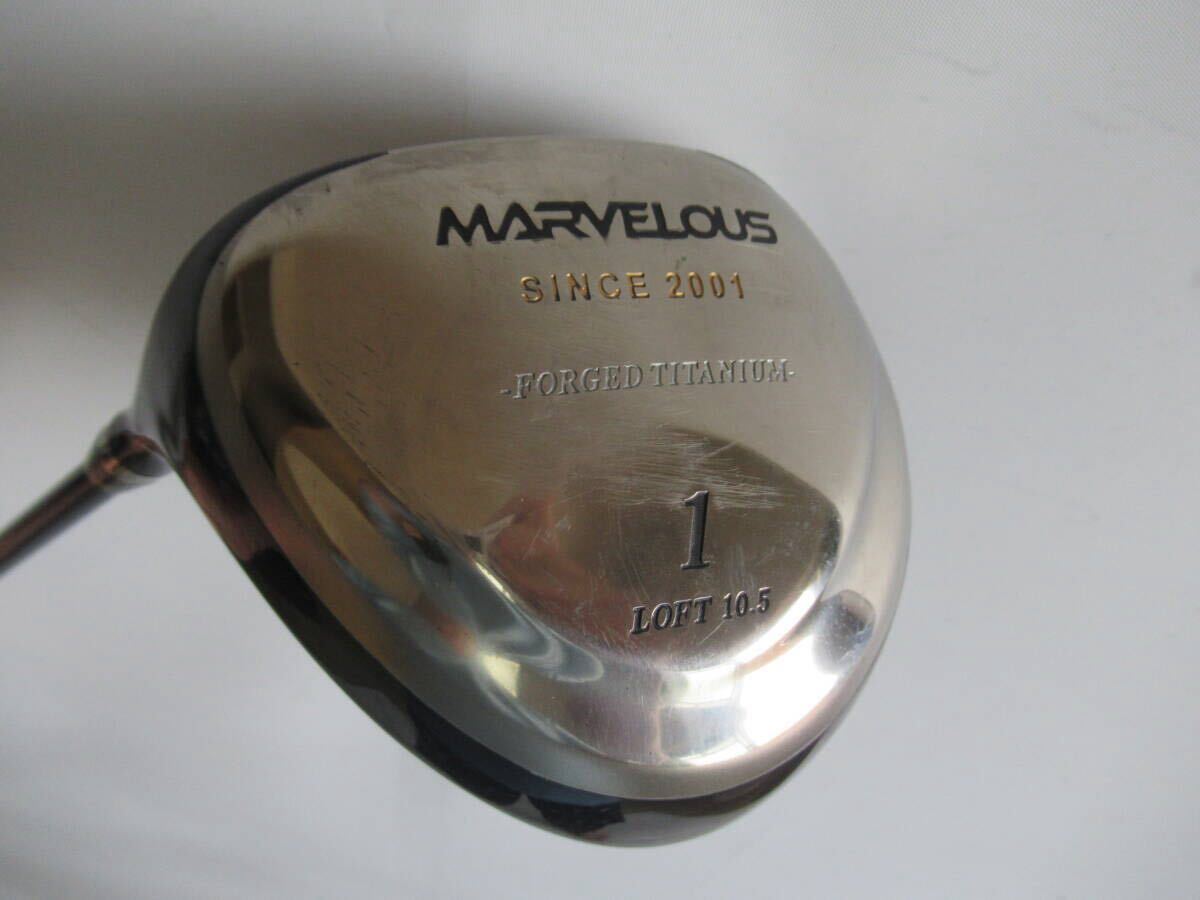 MARVELOUS
SINCE 2001
-FORGED TITANIUM-
1
LOFT 10.5